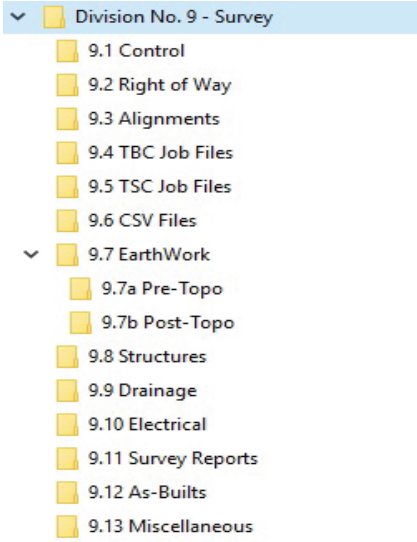 Division No. 9 - Survey
9.1 Control
9.2 Right of Way
9.3 Alignments
9.4 TBC Job Files
9.5 TSC Job Files
9.6 CSV Files
9.7 EarthWork
9.7a Pre-Topo
9.7b Post-Topo
9.8 Structures
9.9 Drainage
9.10 Electrical
9.11 Survey Reports
9.12 As-Builts
9.13 Miscellaneous